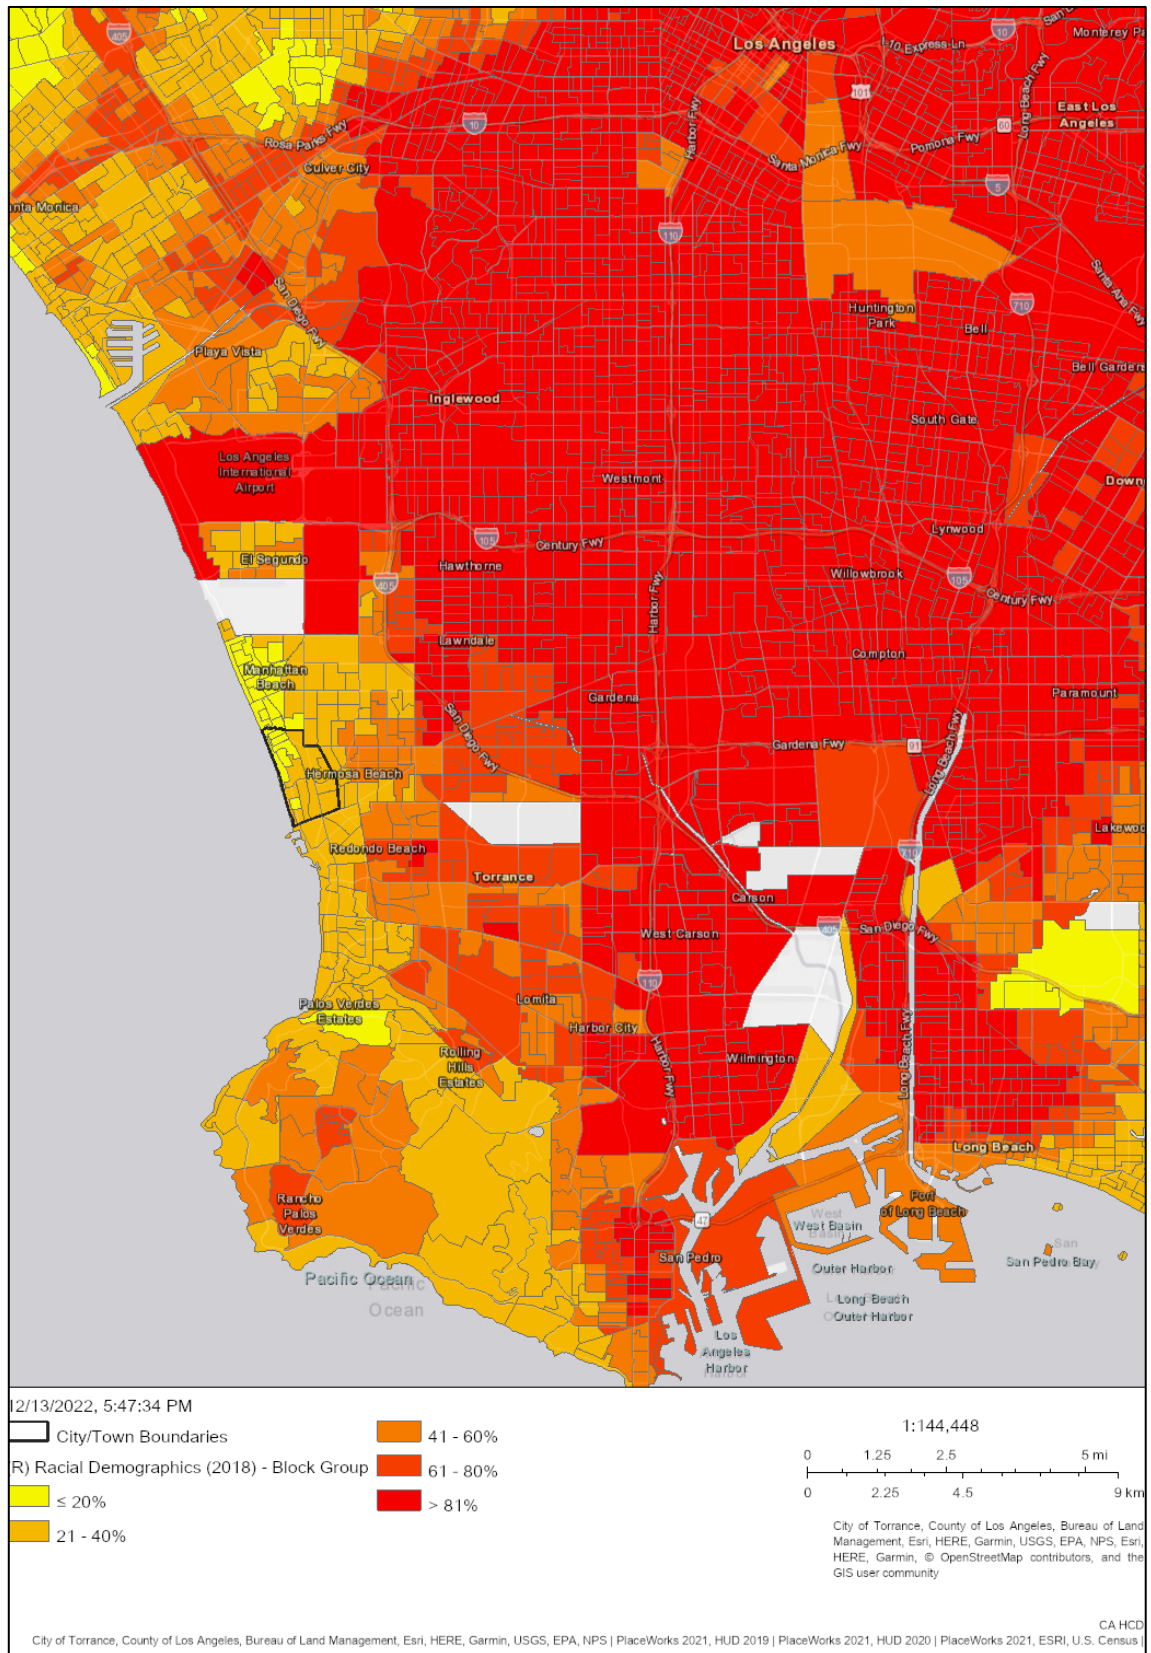 405
Los Angeles
L-10 Express-Ln
10
Monterey Pa
101
Long Beach Fwy
East Los
Angeles
10
Rosa Parks Fwy
Harbor Fwy
60
Santa Monica Fwy
Pomona Fwy
Culver City
5
anta Monica
110
San Diego Fwy
Santa Ana Fwy
Huntington
Park
710
Bell
Playa Vista
Bell Gardens
Inglewood
South Gate
Los Angeles
International
Airport
Westmont
Down
Lynwood
El Segundo
105
Century Fwy
Hawthorne
405
Willowbrook
105
Century Fwy
Harbor Fwy
Lawndale
Compton
Manhattan
Beach
Gardena
Paramount
San Diego Fwy
Gardena Fwy
91
Long Beach Fwy
Hermosa Beach
Lakewoo
Redondo Beach
710
Torrance
Carson
West Carson
405
San-Diego Fwy
110
Palos Verdes
Estates
Lomita
Harbor City
Rolling
Hills
Estates
Harbor Fwy
Wilmington
Long Beach Fwy
Long Beach
Rancho
Palos
Verdes
Port
of Long Beach
47
West
Basin
West Basin
San Pedro
San
San Pedro Bay
Pacific Ocean
Pacific
Ocean
Outer Harbor
Long Beach
Outer Harbor
Los
Angeles
Harbor
Harbor
12/13/2022, 5:47:34 PM
City/Town Boundaries
R) Racial Demographics (2018) - Block Group
≤ 20%
21 - 40%
41 - 60%
61 - 80%
> 81%
1:144,448
0 1.25 2.5 5 mi
0 2.25 4.5 9 km
City of Torrance, County of Los Angeles, Bureau of Land
Management, Esri, HERE, Garmin, USGS, EPA, NPS, Esri,
HERE, Garmin, © OpenStreetMap contributors, and the
GIS user community
CA HCD
City of Torrance, County of Los Angeles, Bureau of Land Management, Esri, HERE, Garmin, USGS, EPA, NPS | PlaceWorks 2021, HUD 2019 | PlaceWorks 2021, HUD 2020 | PlaceWorks 2021, ESRI, U.S. Census |